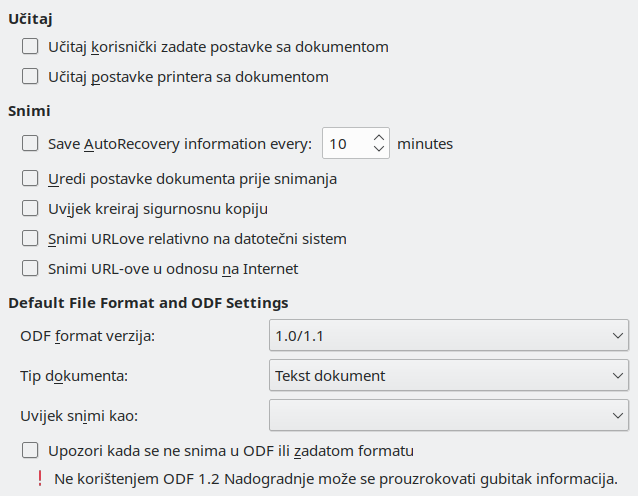 Učitaj
Učitaj korisnički zadate postavke sa dokumentom
Učitaj postavke printera sa dokumentom
Snimi
Save AutoRecovery information every: 10 minutes
Uredi postavke dokumenta prije snimanja
Uvijek kreiraj sigurnosnu kopiju
Snimi URLove relativno na datotečni sistem
Snimi URL-ove u odnosu na Internet
Default File Format and ODF Settings
ODF format verzija: 1.0/1.1
Tip dokumenta: Tekst dokument
Uvijek snimi kao:
Upozori kada se ne snima u ODF ili zadatom formatu
! Ne korištenjem ODF 1.2 Nadogradnje može se prouzrokovati gubitak informacija.